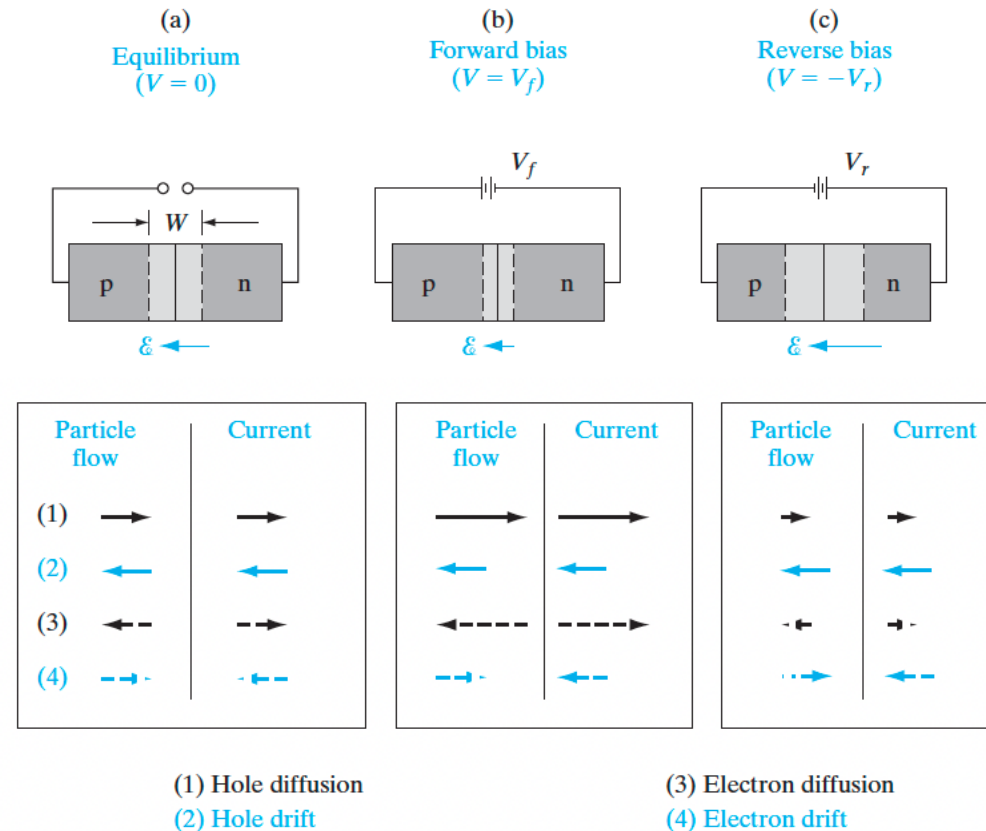 (a)
Equilibrium
(V = 0)
(b)
Forward bias
(V = V_f)
(c)
Reverse bias
(V = −V_r)
W
p
n
ℰ
V_f
p
n
ℰ
V_r
p
n
ℰ
Particle
flow
Current
(1)
(2)
(3)
(4)
Particle
flow
Current
Particle
flow
Current
(1) Hole diffusion
(2) Hole drift
(3) Electron diffusion
(4) Electron drift